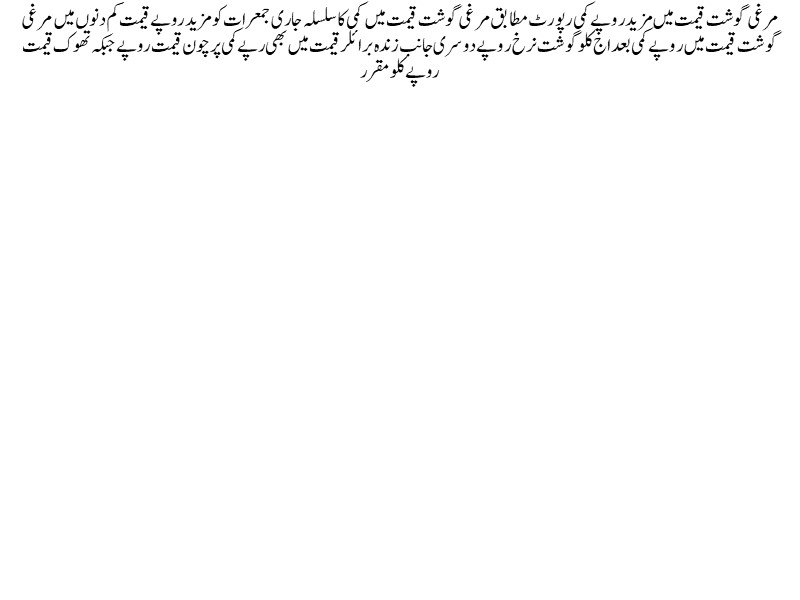 مرغی گوشت قیمت میں مزید روپے کمی رپورٹ مطابق مرغی گوشت قیمت میں کمی کا سلسلہ جاری جمعرات کو مزید روپے قیمت کم دنوں میں مرغی
گوشت قیمت میں روپے کمی بعد اج کلو گوشت نرخ روپے دوسری جانب زندہ برائلر قیمت میں بھی رپے کمی پرچون قیمت روپے جبکہ تھوک قیمت
روپے کلو مقرر